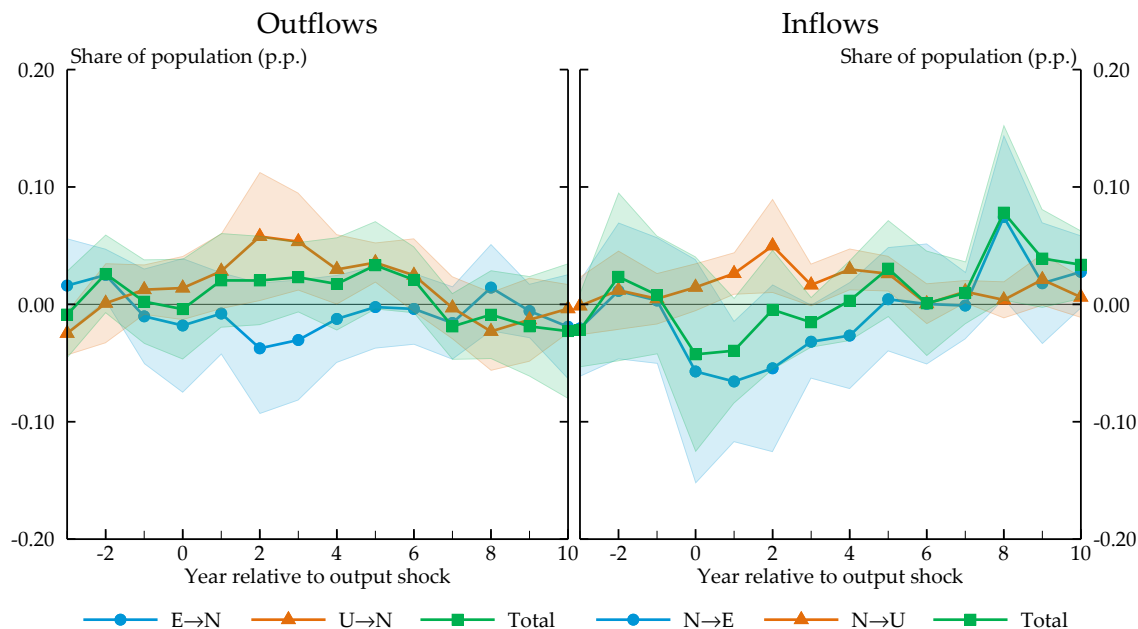 Outflows
Inflows
Share of population (p.p.)
Share of population (p.p.)
0.20
0.20
0.10
0.10
0.00
0.00
-0.10
-0.10
-0.20
-0.20
-2 0 2 4 6 8 10
-2 0 2 4 6 8 10
Year relative to output shock
Year relative to output shock
E→N U→N Total
N→E N→U Total